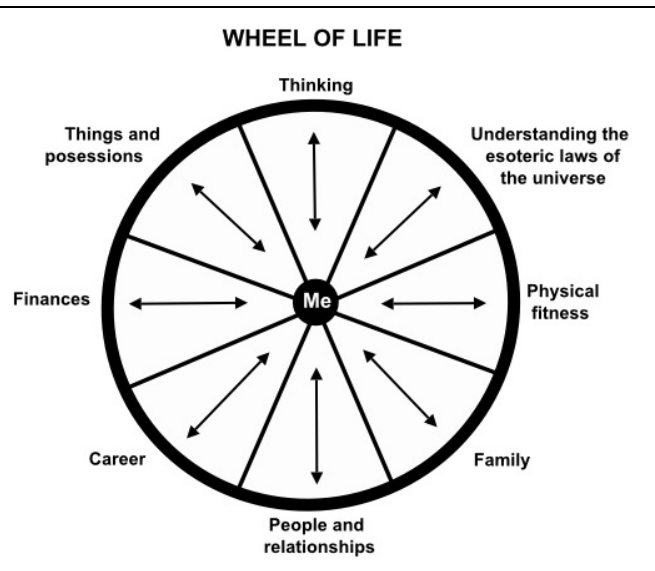 WHEEL OF LIFE
Thinking
Things and
posessions
Understanding the
esoteric laws of
the universe
Finances
Me
Physical
fitness
Career
Family
People and
relationships